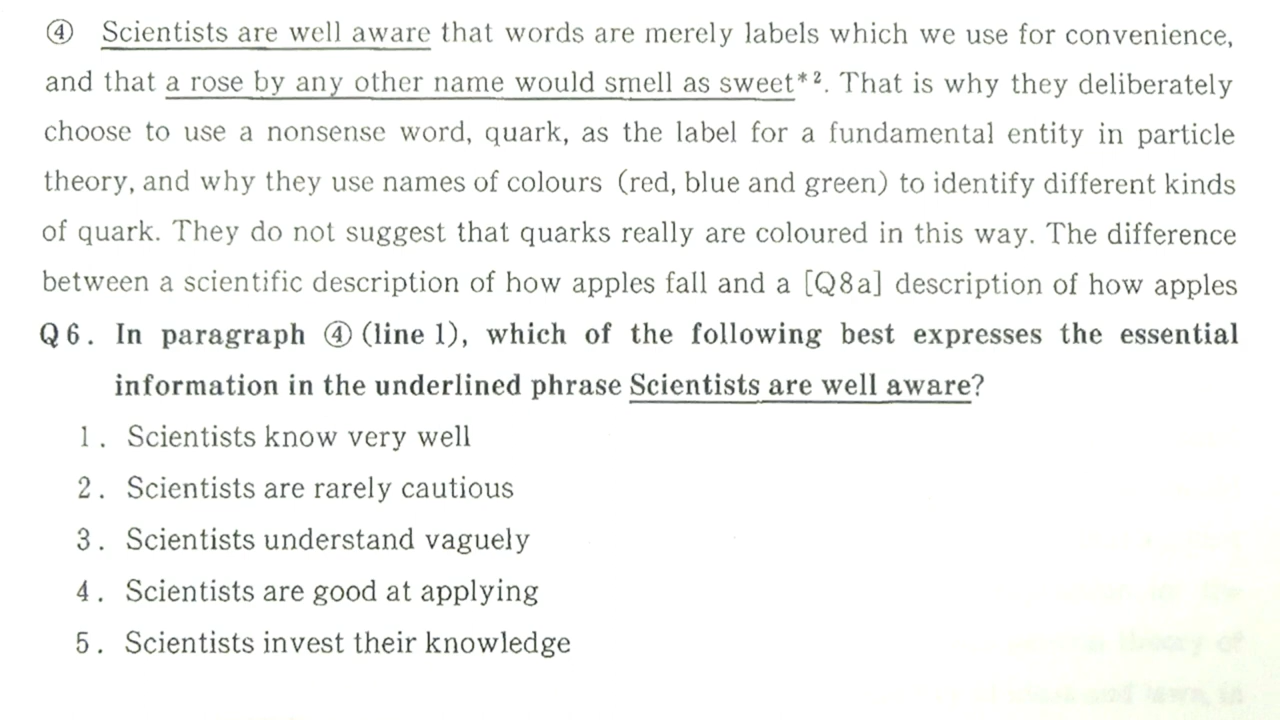 ④ Scientists are well aware that words are merely labels which we use for convenience,
and that a rose by any other name would smell as sweet*². That is why they deliberately
choose to use a nonsense word, quark, as the label for a fundamental entity in particle
theory, and why they use names of colours (red, blue and green) to identify different kinds
of quark. They do not suggest that quarks really are coloured in this way. The difference
between a scientific description of how apples fall and a [Q8a] description of how apples
Q6. In paragraph ④ (line 1), which of the following best expresses the essential
information in the underlined phrase Scientists are well aware?
1. Scientists know very well
2. Scientists are rarely cautious
3. Scientists understand vaguely
4. Scientists are good at applying
5. Scientists invest their knowledge